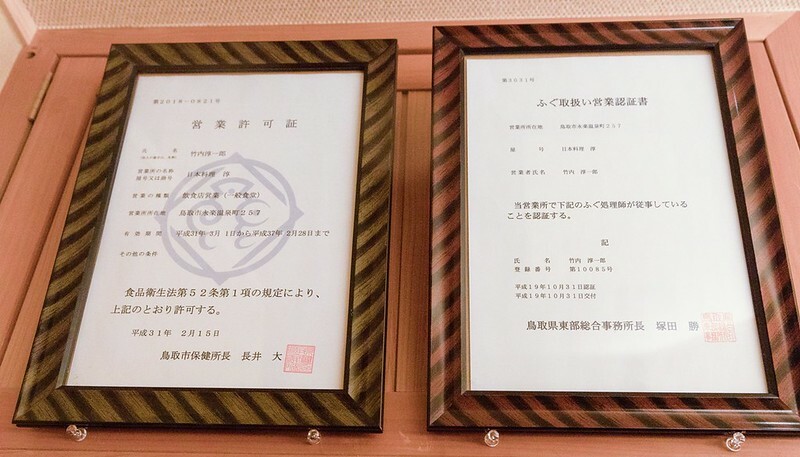 第２０１９－０８２１号
営業許可証
氏名 竹内淳一郎
営業所の名称 日本料理 淳
屋号又は商号
営業の種類 飲食店営業（一般食堂）
営業所所在地 鳥取市永楽温泉町２５７
有効期間 平成31年 3月 1日から平成37年 2月28日まで
その他の条件
食品衛生法第５２条第１項の規定により、
上記のとおり許可する。
平成３１年 ２月１５日
鳥取市保健所長 長井 大
第３０３１号
ふぐ取扱い営業認証書
営業所所在地 鳥取市永楽温泉町２５７
屋号 日本料理 淳
営業者氏名 竹内 淳一郎
当営業所で下記のふぐ処理師が従事している
ことを認証する。
記
氏名 竹内 淳一郎
登録番号 第１００８５号
平成１９年１０月３１日認証
平成１９年１０月３１日交付
鳥取県東部総合事務所長 塚田 勝